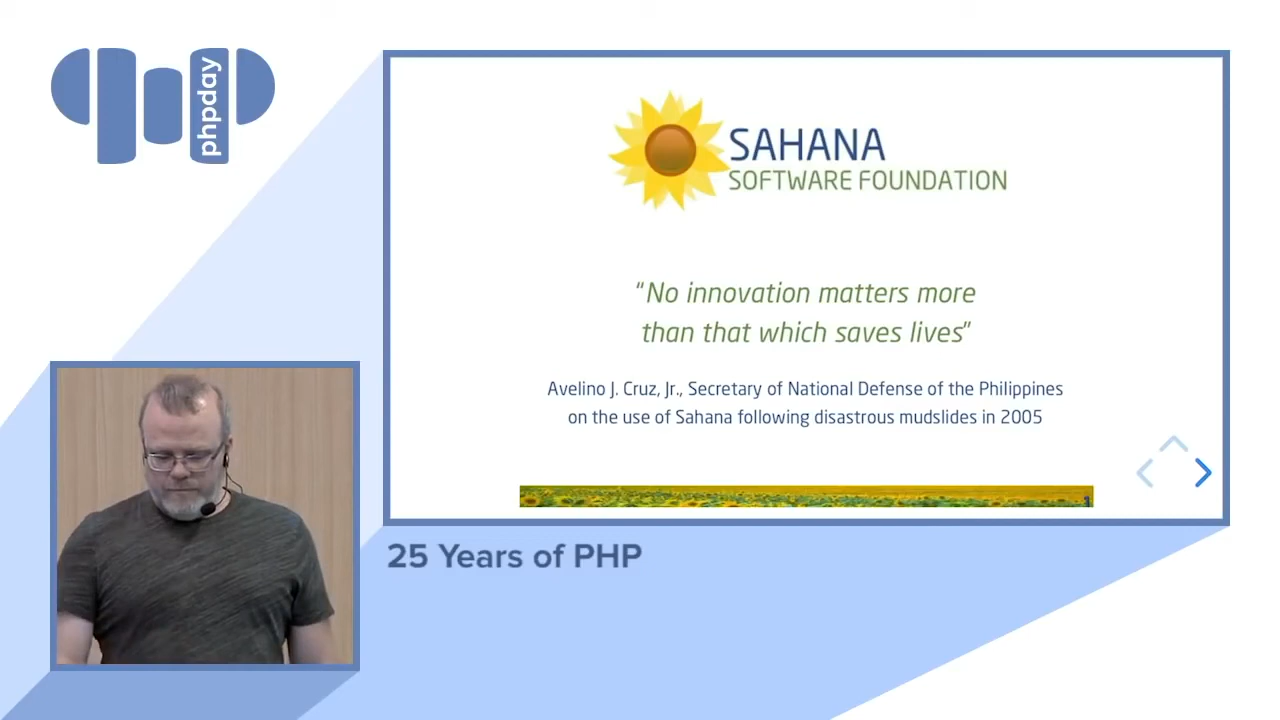 phpday
SAHANA
SOFTWARE FOUNDATION
“No innovation matters more
than that which saves lives”
Avelino J. Cruz, Jr., Secretary of National Defense of the Philippines
on the use of Sahana following disastrous mudslides in 2005
25 Years of PHP